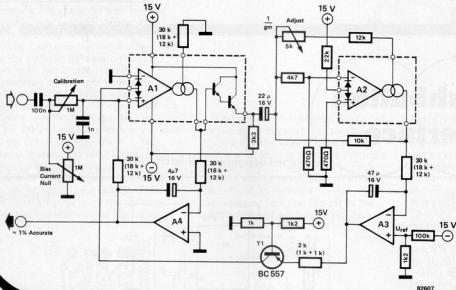 15 V
30 k
(18 k +
12 k)
1
gm
Adjust
5k
15 V
12k
22k
A1
4k7
A2
Calibration
1M
100n
1n
22 µ
16 V
3k3
470Ω
470Ω
10k
15 V
1M
Bias
Current
Null
30 k
(18 k +
12 k)
15 V
30 k
(18 k +
12 k)
15 V
30 k
(18 k +
12 k)
4µ7
16 V
47 µ
16 V
A4
≈ 1% Accurate
1k
1k2
15V
T1
BC 557
2 k
(1 k + 1 k)
A3
Uref
100k
15V
1k2
82607